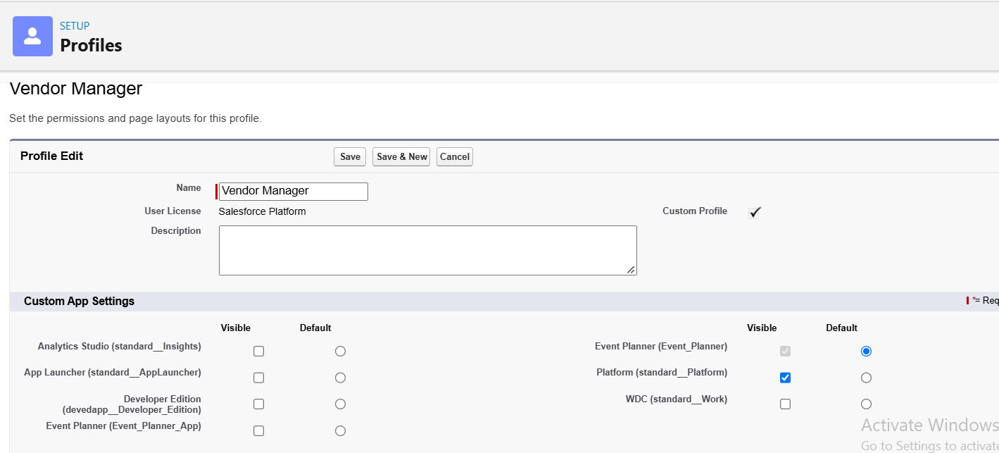 SETUP
Profiles
Vendor Manager
Set the permissions and page layouts for this profile.
Profile Edit Save Save & New Cancel
Name Vendor Manager
User License Salesforce Platform Custom Profile
Description
Custom App Settings *= Req
Visible Default Visible Default
Analytics Studio (standard__Insights) Event Planner (Event_Planner)
App Launcher (standard__AppLauncher) Platform (standard__Platform)
Developer Edition WDC (standard__Work)
(devedapp__Developer_Edition)
Event Planner (Event_Planner_App)
Activate Windows
Go to Settings to activate